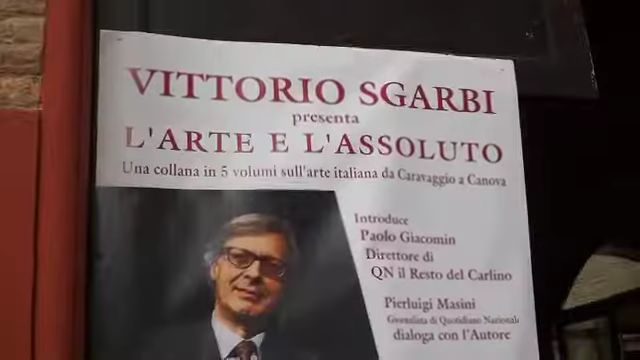 VITTORIO SGARBI
presenta
L'ARTE E L'ASSOLUTO
Una collana in 5 volumi sull'arte italiana da Caravaggio a Canova
Introduce
Paolo Giacomin
Direttore di
QN il Resto del Carlino
Pierluigi Masini
Giornalista di Quotidiano Nazionale
dialoga con l'Autore